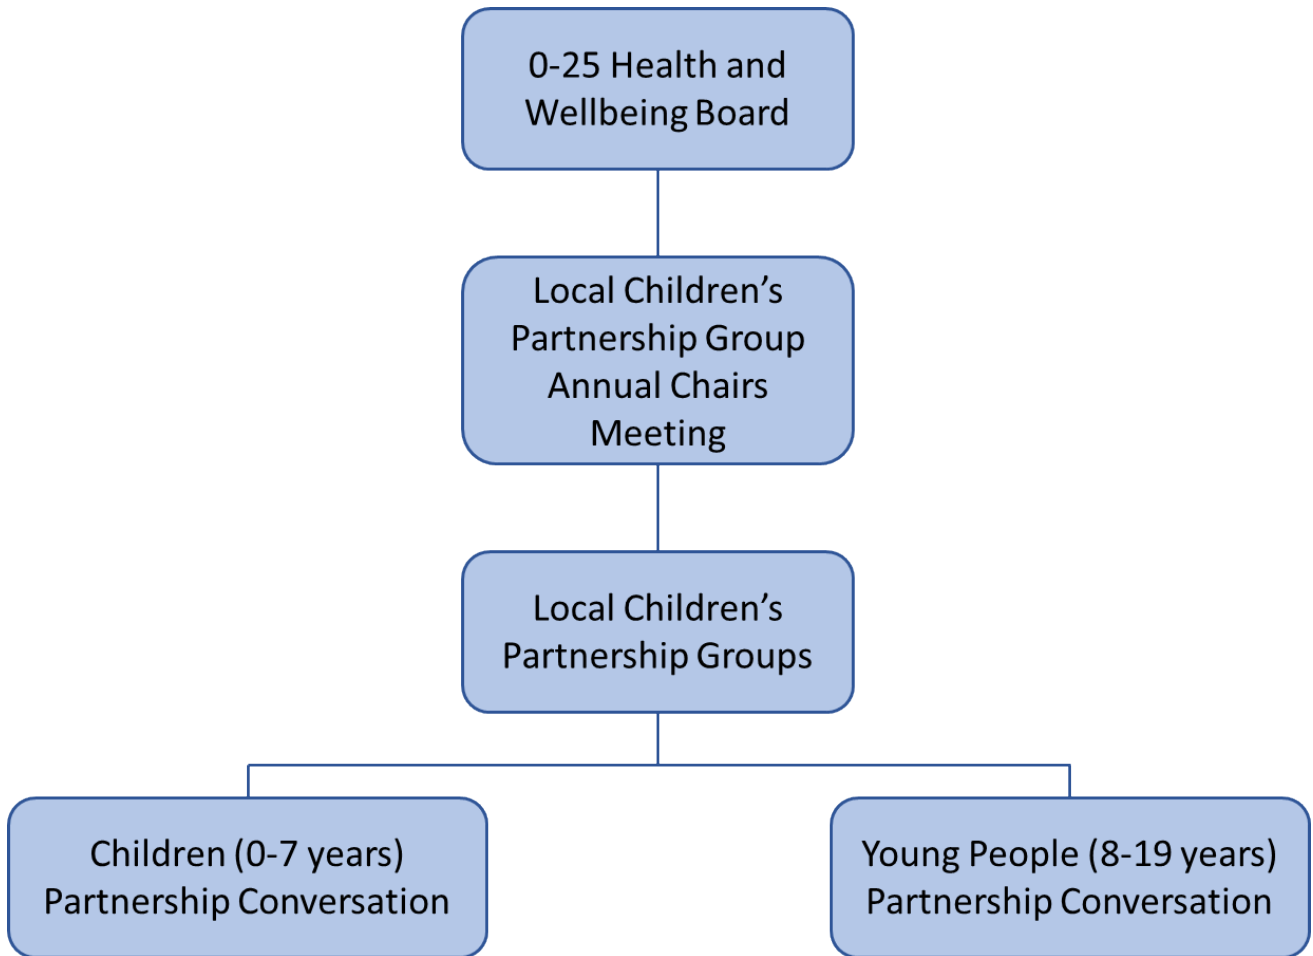 0-25 Health and
Wellbeing Board
Local Children’s
Partnership Group
Annual Chairs
Meeting
Local Children’s
Partnership Groups
Children (0-7 years)
Partnership Conversation
Young People (8-19 years)
Partnership Conversation